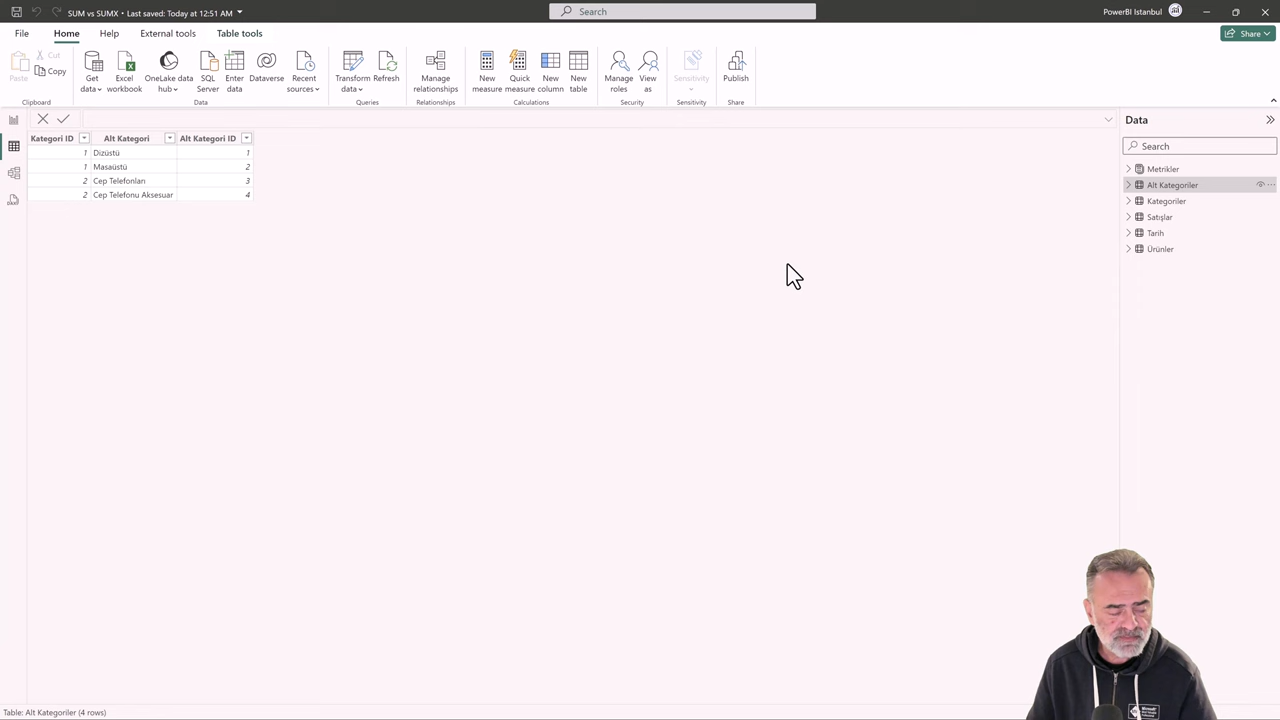 SUM vs SUMX • Last saved: Today at 12:51 AM
Search
PowerBI Istanbul
File
Home
Help
External tools
Table tools
Share
Paste
Cut
Copy
Get data
Excel workbook
OneLake data hub
SQL Server
Enter data
Dataverse
Recent sources
Transform data
Refresh
Manage relationships
New measure
Quick measure
New column
New table
Manage roles
View as
Sensitivity
Publish
Clipboard
Data
Queries
Relationships
Calculations
Security
Sensitivity
Share
Kategori ID Alt Kategori Alt Kategori ID
1 Dizüstü 1
1 Masaüstü 2
2 Cep Telefonları 3
2 Cep Telefonu Aksesuar 4
Data
Search
Metrikler
Alt Kategoriler
Kategoriler
Satışlar
Tarih
Ürünler
Table: Alt Kategoriler (4 rows)
Microsoft